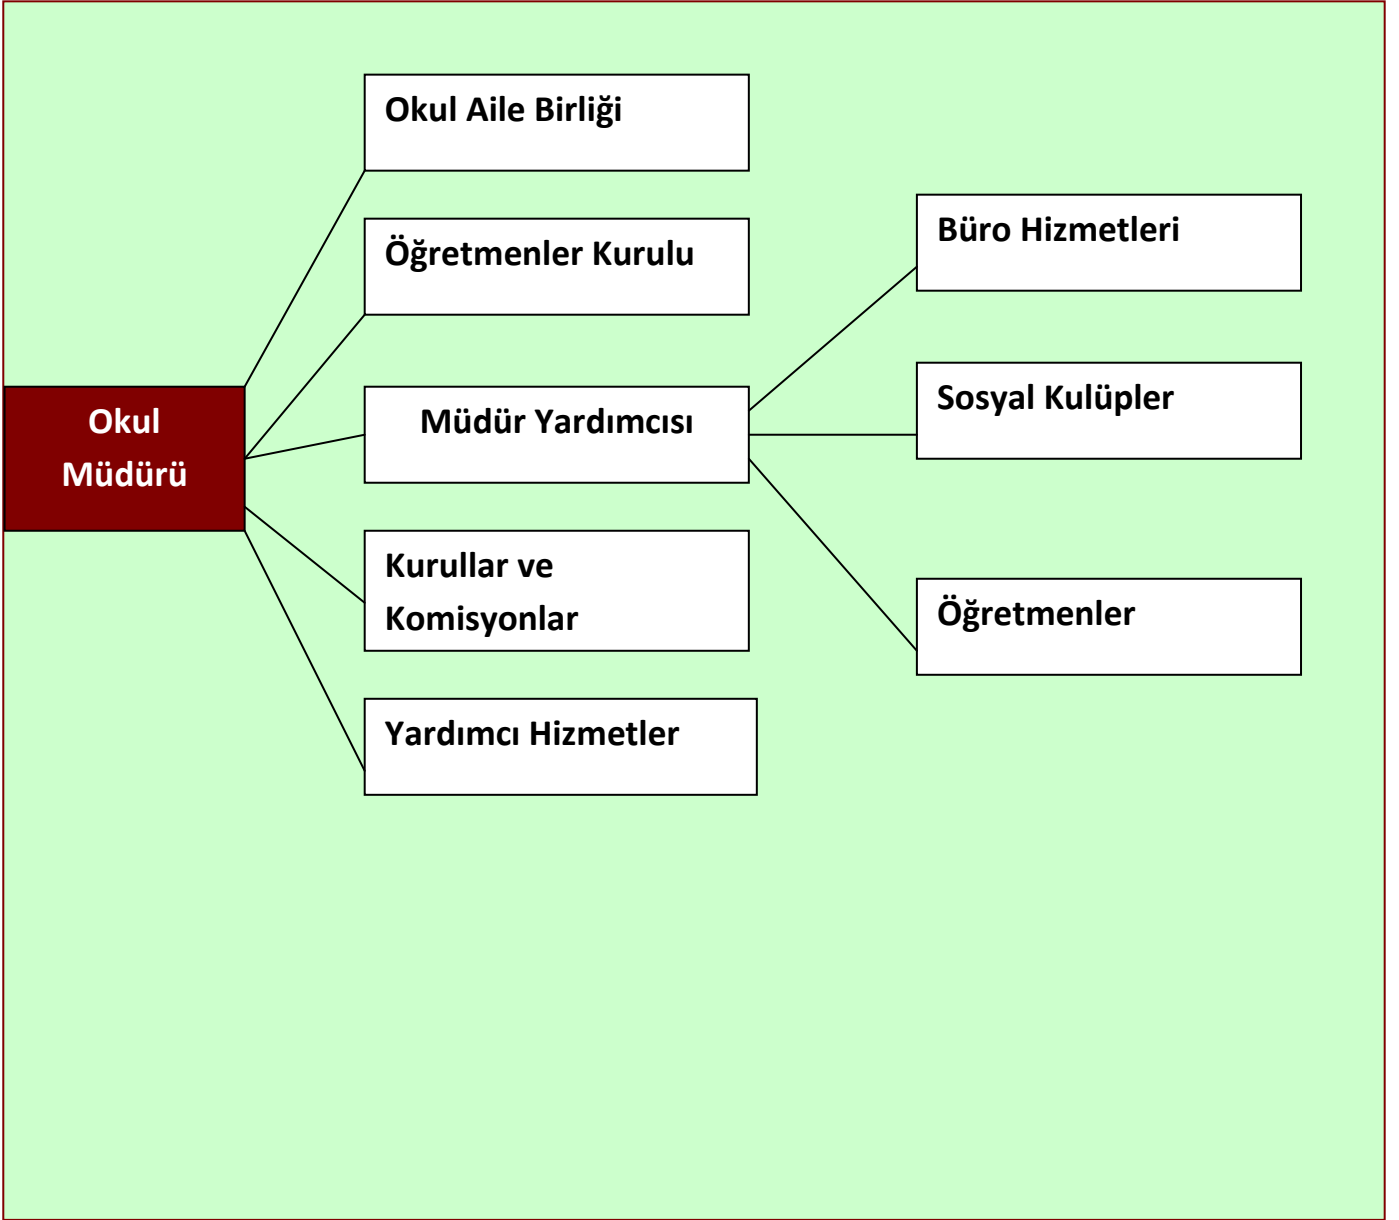 Okul Aile Birliği
Öğretmenler Kurulu
Büro Hizmetleri
Okul
Müdürü
Müdür Yardımcısı
Sosyal Kulüpler
Kurullar ve
Komisyonlar
Öğretmenler
Yardımcı Hizmetler